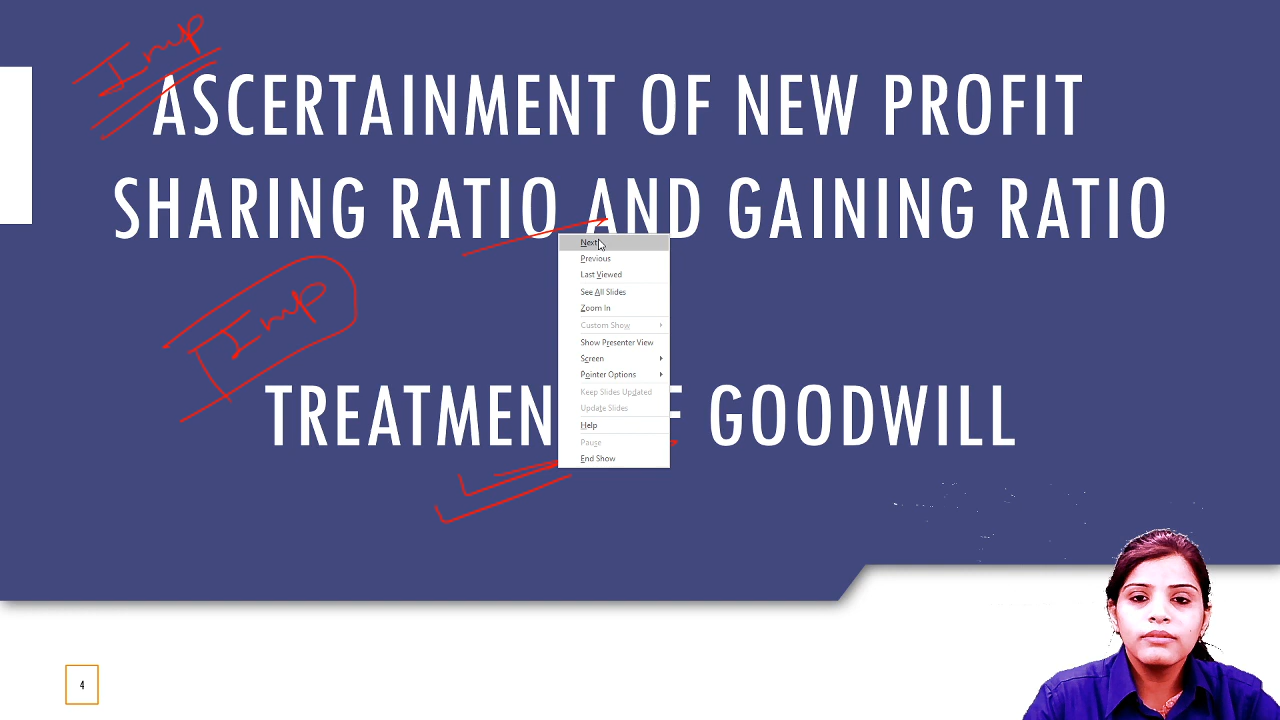 Imp
ASCERTAINMENT OF NEW PROFIT
SHARING RATIO AND GAINING RATIO
Imp
Next
Previous
Last Viewed
See All Slides
Zoom In
Custom Show
Show Presenter View
Screen
Pointer Options
Keep Slides Updated
Update Slides
Help
Pause
End Show
TREATMEN F GOODWILL
4